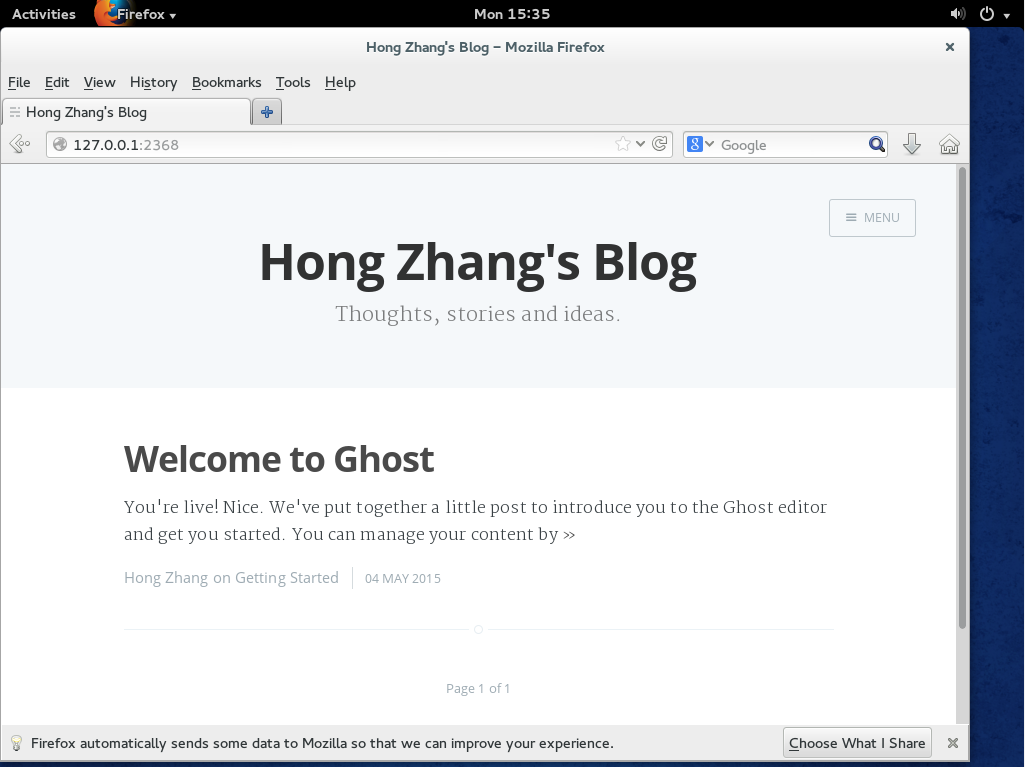 Activities Firefox Mon 15:35
Hong Zhang's Blog – Mozilla Firefox
File Edit View History Bookmarks Tools Help
Hong Zhang's Blog
127.0.0.1:2368 8 Google
MENU
Hong Zhang's Blog
Thoughts, stories and ideas.
Welcome to Ghost
You're live! Nice. We've put together a little post to introduce you to the Ghost editor
and get you started. You can manage your content by »
Hong Zhang on Getting Started 04 MAY 2015
Page 1 of 1
Firefox automatically sends some data to Mozilla so that we can improve your experience. Choose What I Share